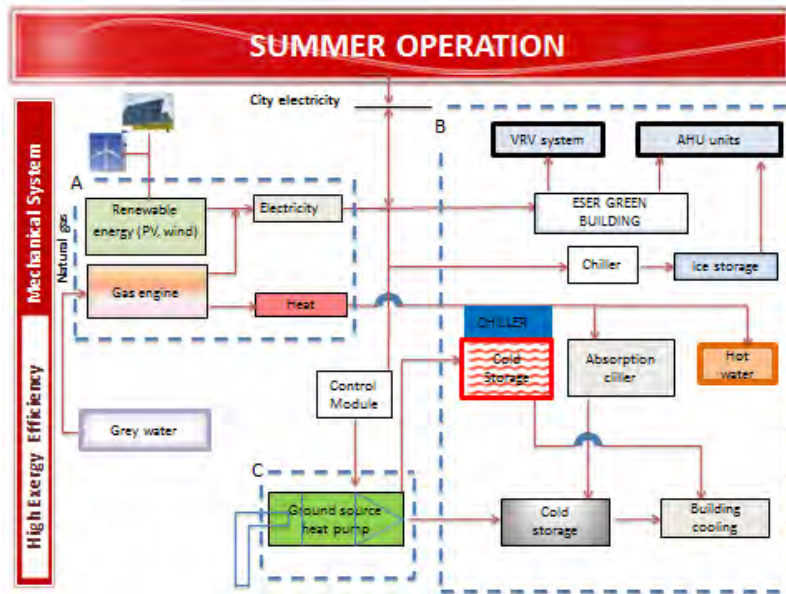 SUMMER OPERATION
City electricity
B
VRV system
AHU units
A
Renewable
energy (PV, wind)
Electricity
ESER GREEN
BUILDING
Natural gas
Mechanical System
Gas engine
Heat
Chiller
Ice storage
CHILLER
Cold
Storage
Absorption
cliller
Hot
water
Control
Module
Grey water
High Exergy Efficiency
C
Ground source
heat pump
Cold
storage
Building
cooling